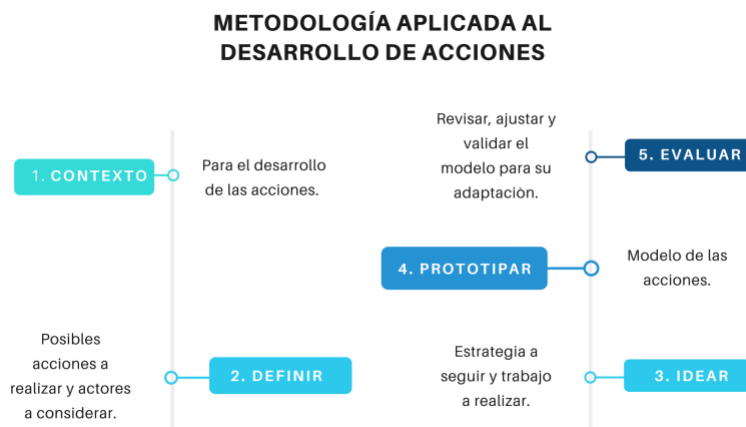 METODOLOGÍA APLICADA AL
DESARROLLO DE ACCIONES
1. CONTEXTO
Para el desarrollo
de las acciones.
Posibles
acciones a
realizar y actores
a considerar.
2. DEFINIR
Estrategia a
seguir y trabajo
a realizar.
3. IDEAR
4. PROTOTIPAR
Modelo de las
acciones.
Revisar, ajustar y
validar el
modelo para su
adaptación.
5. EVALUAR